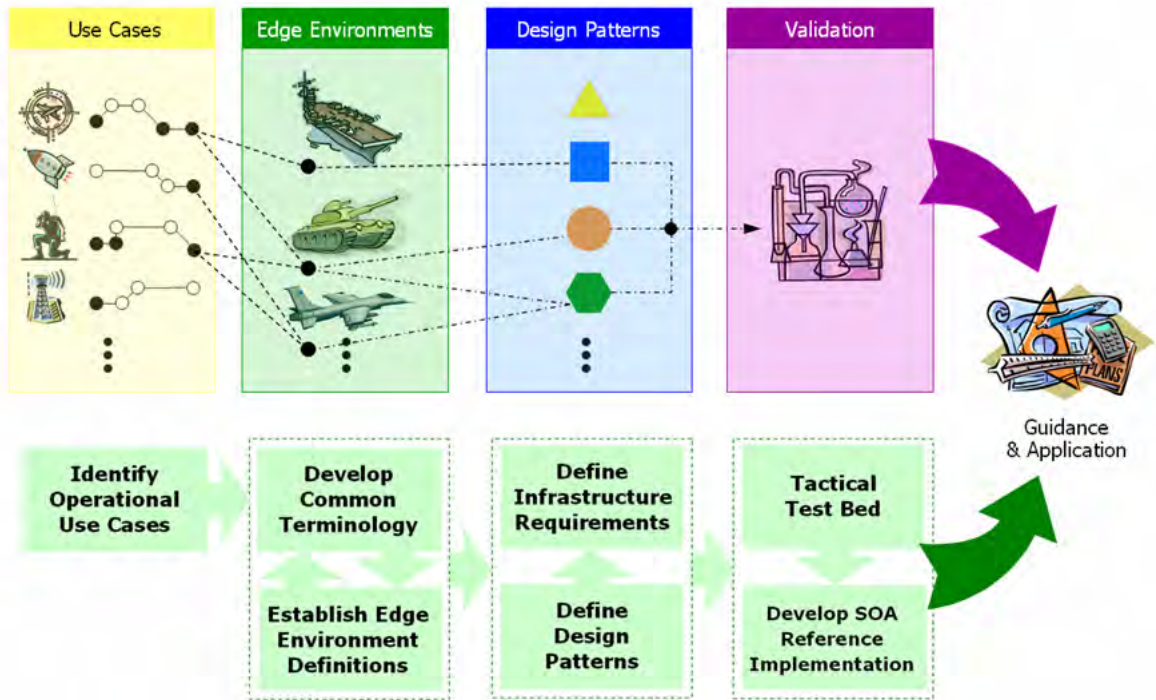 Use Cases
Edge Environments
Design Patterns
Validation
PLANS
Guidance
& Application
Identify
Operational
Use Cases
Develop
Common
Terminology
Establish Edge
Environment
Definitions
Define
Infrastructure
Requirements
Define
Design
Patterns
Tactical
Test Bed
Develop SOA
Reference
Implementation